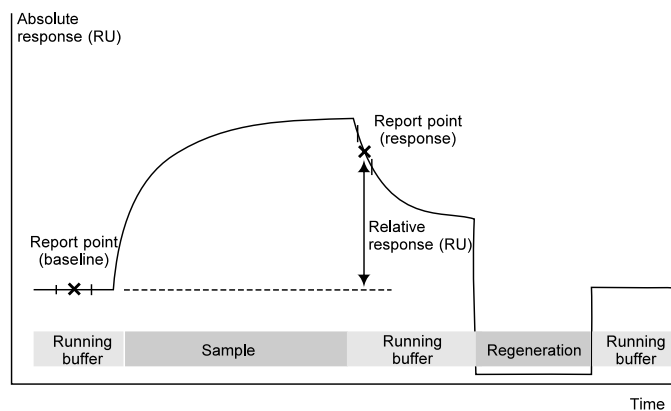 Absolute
response (RU)
Report point
(response)
Report point
(baseline)
Relative
response (RU)
Running
buffer
Sample
Running
buffer
Regeneration
Running
buffer
Time